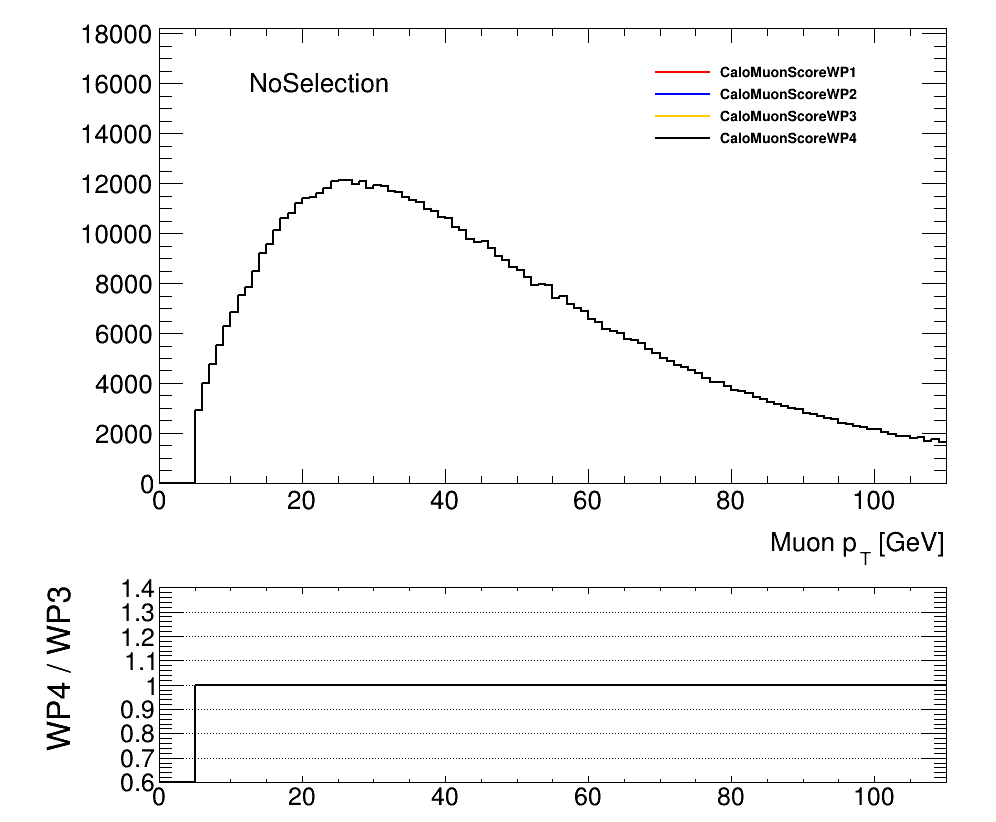 18000
16000
14000
12000
10000
8000
6000
4000
2000
0
NoSelection
CaloMuonScoreWP1
CaloMuonScoreWP2
CaloMuonScoreWP3
CaloMuonScoreWP4
0 20 40 60 80 100
Muon p_T [GeV]
WP4 / WP3
1.4
1.3
1.2
1.1
1
0.9
0.8
0.7
0.6
0 20 40 60 80 100